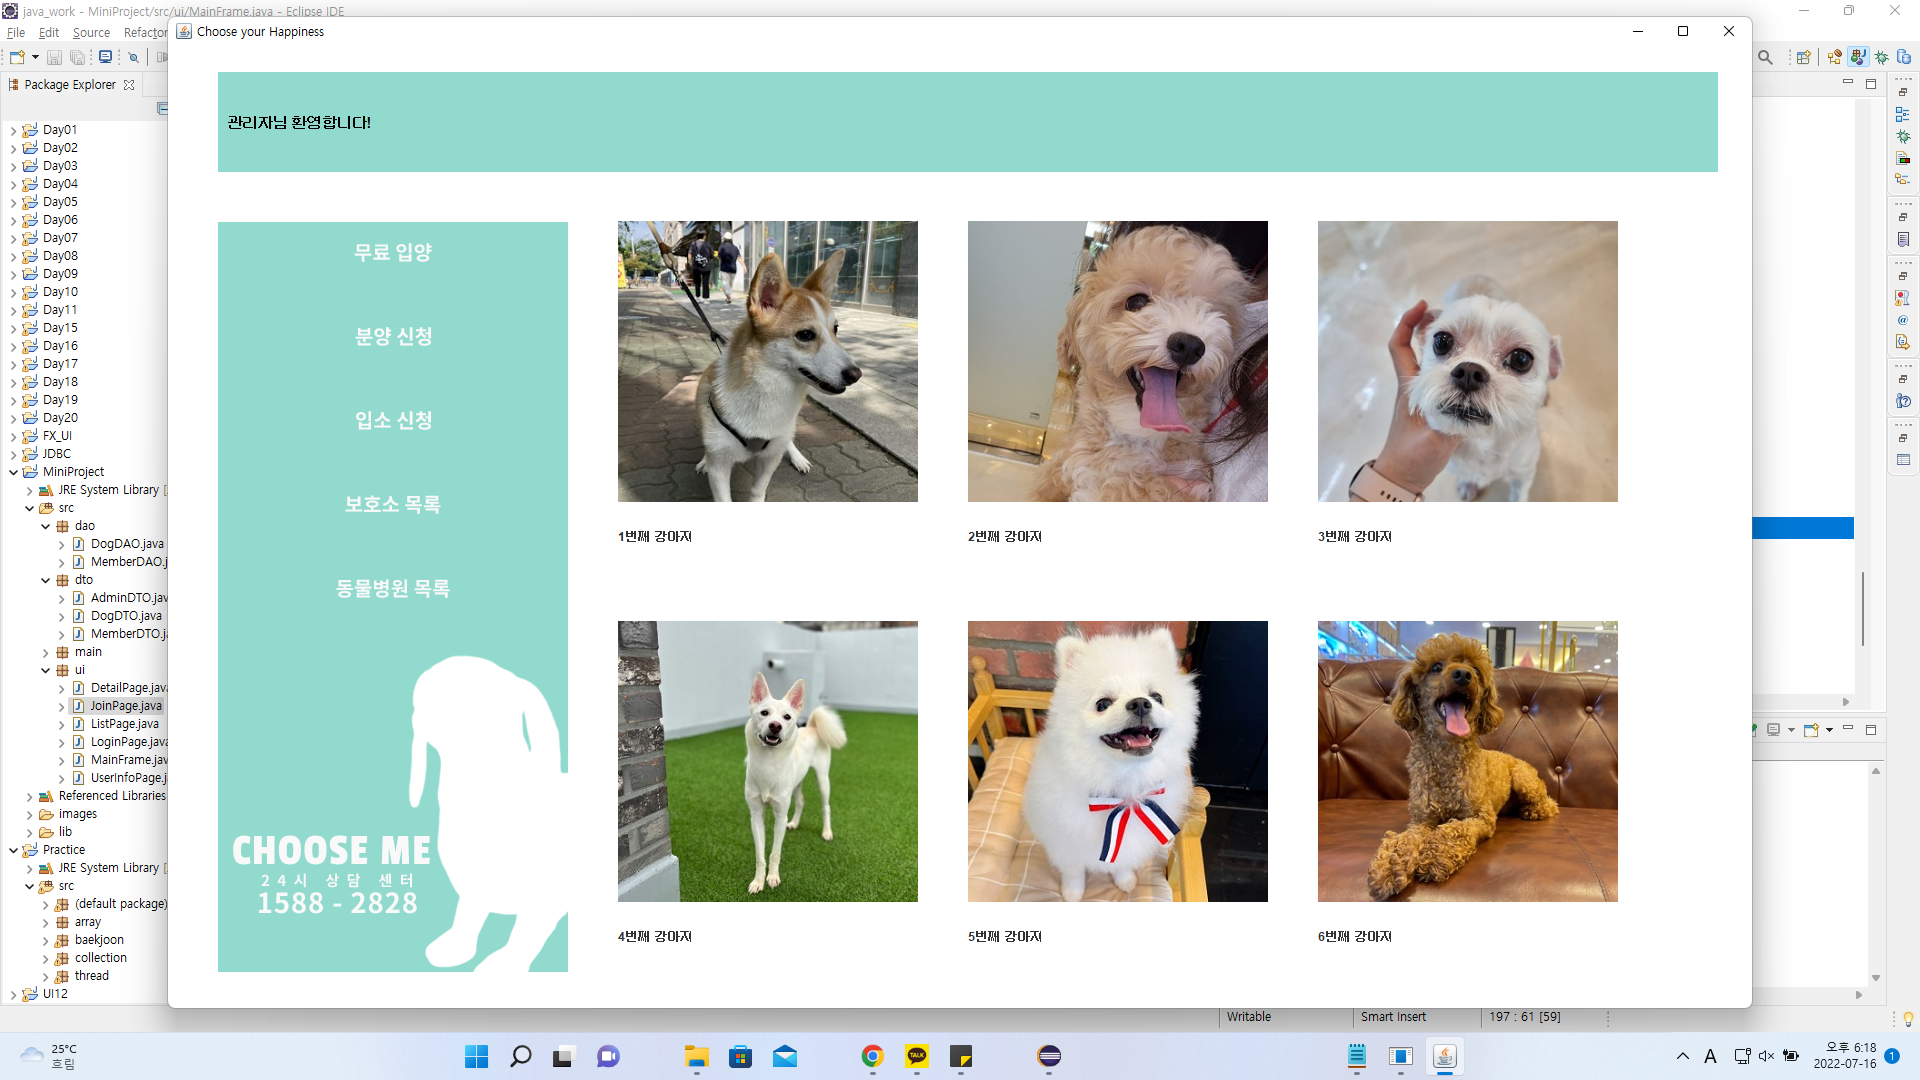 java_work - MiniProject/src/ui/MainFrame.java - Eclipse IDE
File Edit Source Refactor
Choose your Happiness
Package Explorer
Day01
Day02
Day03
Day04
Day05
Day06
Day07
Day08
Day09
Day10
Day11
Day15
Day16
Day17
Day18
Day19
Day20
FX_UI
JDBC
MiniProject
JRE System Library
src
dao
DogDAO.java
MemberDAO.j
dto
AdminDTO.jav
DogDTO.java
MemberDTO.ja
main
ui
DetailPage.java
JoinPage.java
ListPage.java
LoginPage.java
MainFrame.jav
UserInfoPage.j
Referenced Libraries
images
lib
Practice
JRE System Library
src
(default package)
array
baekjoon
collection
thread
UI12
관리자님 환영합니다!
무료 입양
분양 신청
입소 신청
보호소 목록
동물병원 목록
CHOOSE ME
24시 상담 센터
1588 - 2828
1번째 강아지
2번째 강아지
3번째 강아지
4번째 강아지
5번째 강아지
6번째 강아지
Writable Smart Insert 197 : 61 [59]
25°C
흐림
TALK
A
오후 6:18
2022-07-16
1